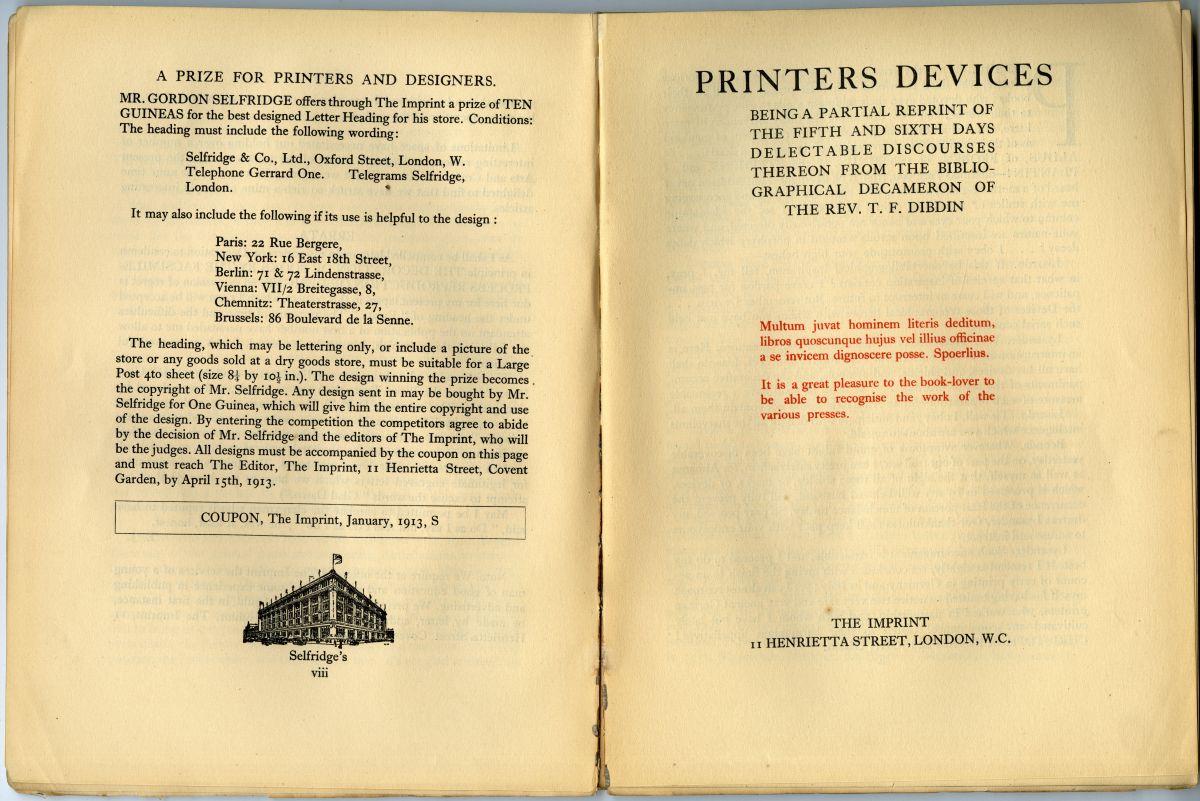 A PRIZE FOR PRINTERS AND DESIGNERS.
MR. GORDON SELFRIDGE offers through The Imprint a prize of TEN
GUINEAS for the best designed Letter Heading for his store. Conditions:
The heading must include the following wording:
Selfridge & Co., Ltd., Oxford Street, London, W.
Telephone Gerrard One. Telegrams Selfridge,
London.
It may also include the following if its use is helpful to the design :
Paris: 22 Rue Bergere,
New York: 16 East 18th Street,
Berlin: 71 & 72 Lindenstrasse,
Vienna: VII/2 Breitegasse, 8,
Chemnitz: Theaterstrasse, 27,
Brussels: 86 Boulevard de la Senne.
The heading, which may be lettering only, or include a picture of the
store or any goods sold at a dry goods store, must be suitable for a Large
Post 4to sheet (size 8¼ by 10½ in.). The design winning the prize becomes
the copyright of Mr. Selfridge. Any design sent in may be bought by Mr.
Selfridge for One Guinea, which will give him the entire copyright and use
of the design. By entering the competition the competitors agree to abide
by the decision of Mr. Selfridge and the editors of The Imprint, who will
be the judges. All designs must be accompanied by the coupon on this page
and must reach The Editor, The Imprint, 11 Henrietta Street, Covent
Garden, by April 15th, 1913.
COUPON, The Imprint, January, 1913, S
Selfridge's
viii
PRINTERS DEVICES
BEING A PARTIAL REPRINT OF
THE FIFTH AND SIXTH DAYS
DELECTABLE DISCOURSES
THEREON FROM THE BIBLIO-
GRAPHICAL DECAMERON OF
THE REV. T. F. DIBDIN
Multum juvat hominem literis deditum,
libros quoscunque hujus vel illius officinae
a se invicem dignoscere posse. Spoerlius.
It is a great pleasure to the book-lover to
be able to recognise the work of the
various presses.
THE IMPRINT
11 HENRIETTA STREET, LONDON, W.C.